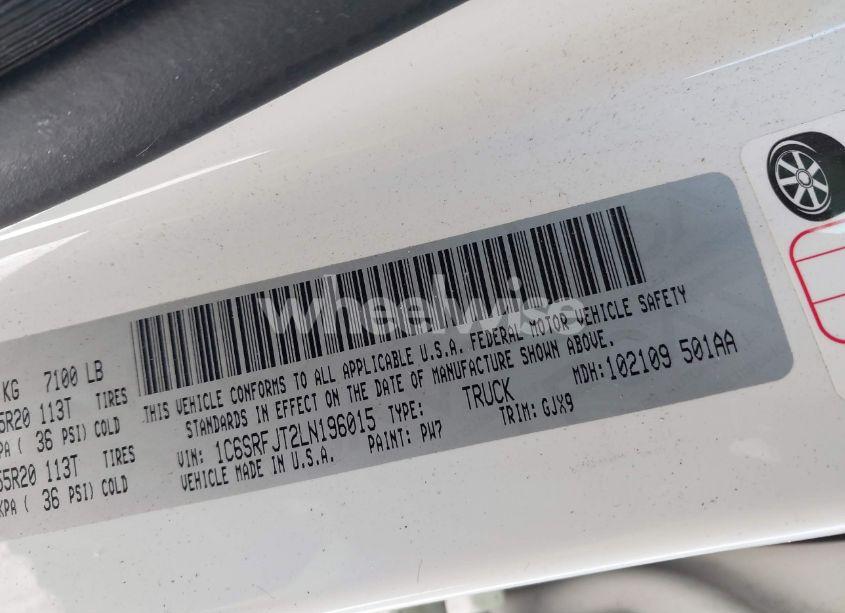 KG 7100 LB
5R20 113T TIRES
KPA ( 36 PSI) COLD
55R20 113T TIRES
KPA ( 36 PSI) COLD
THIS VEHICLE CONFORMS TO ALL APPLICABLE U.S.A. FEDERAL MOTOR VEHICLE SAFETY
STANDARDS IN EFFECT ON THE DATE OF MANUFACTURE SHOWN ABOVE.
VIN: 1C6SRFJT2LN196015 TYPE: TRUCK MDH: 102109 501AA
VEHICLE MADE IN U.S.A. PAINT: PW7 TRIM: GJX9
wheelwise